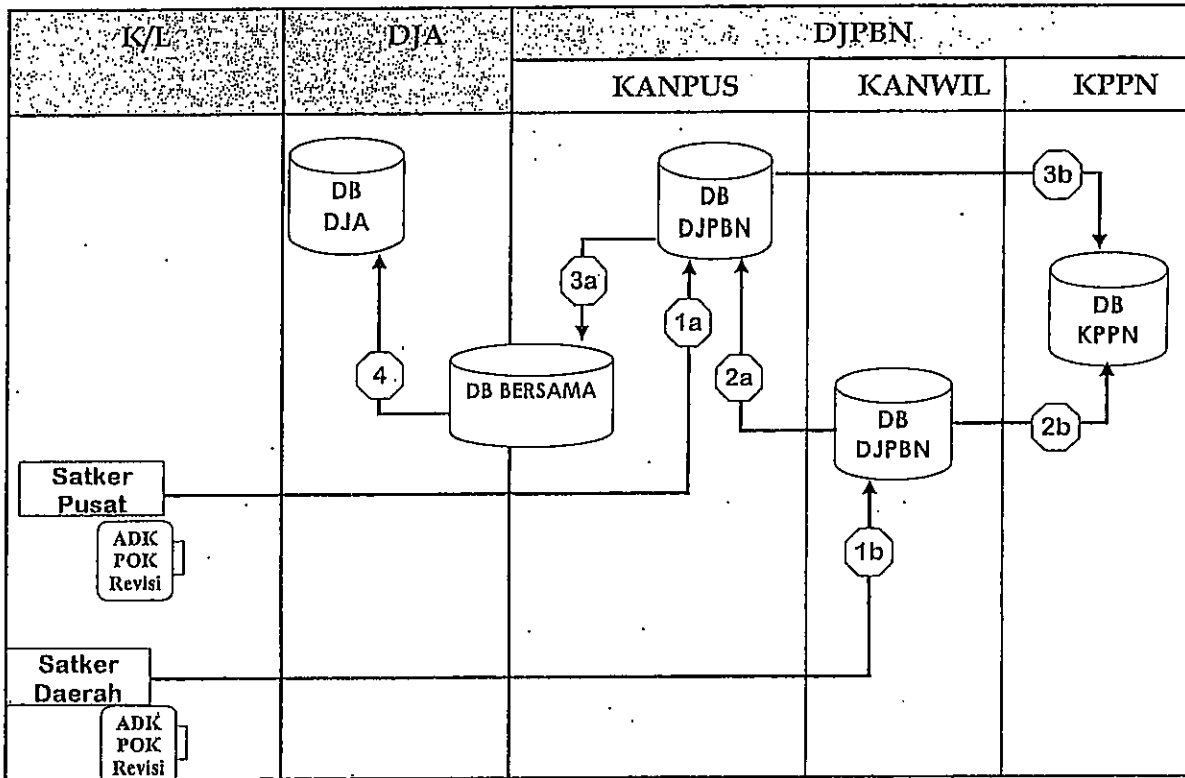 K/L
DJA
DJPBN
KANPUS
KANWIL
KPPN
DB
DJA
DB
DJPBN
3b
3a
1a
DB
KPPN
4
DB BERSAMA
2a
DB
DJPBN
2b
Satker
Pusat
ADK
POK
Revisi
1b
Satker
Daerah
ADK
POK
Revisi